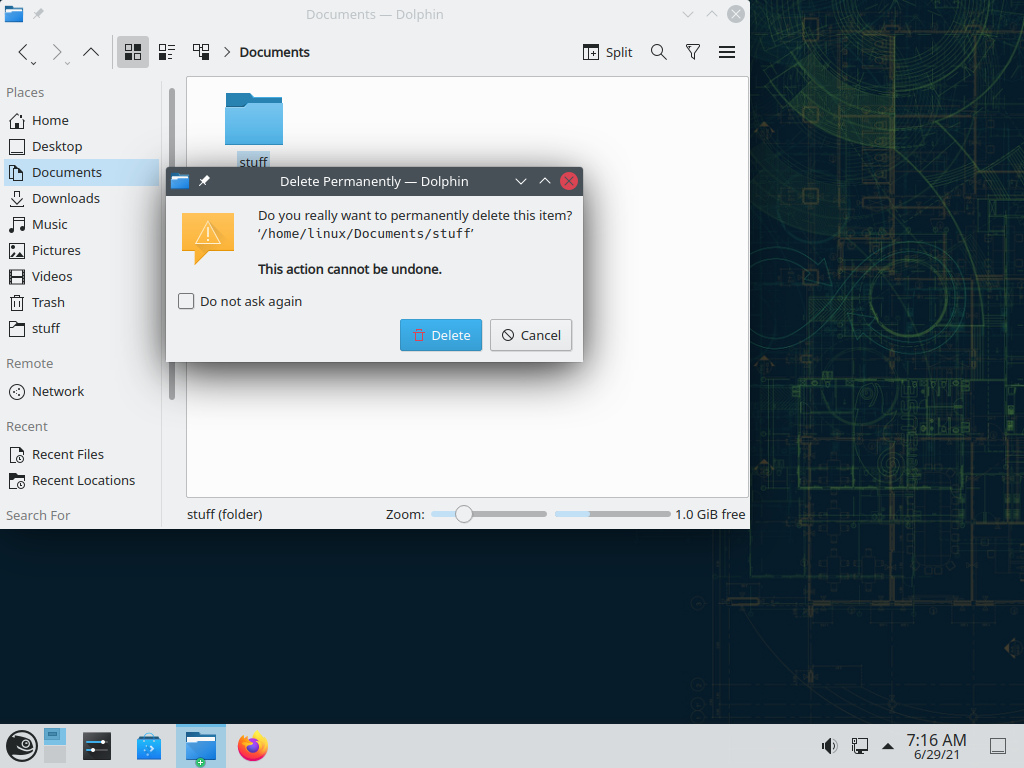 Documents — Dolphin
Documents
Split
Places
Home
Desktop
Documents
Downloads
Music
Pictures
Videos
Trash
stuff
Remote
Network
Recent
Recent Files
Recent Locations
Search For
stuff
Delete Permanently — Dolphin
Do you really want to permanently delete this item?
‘/home/linux/Documents/stuff’
This action cannot be undone.
Do not ask again
Delete
Cancel
stuff (folder)
Zoom:
1.0 GiB free
7:16 AM
6/29/21